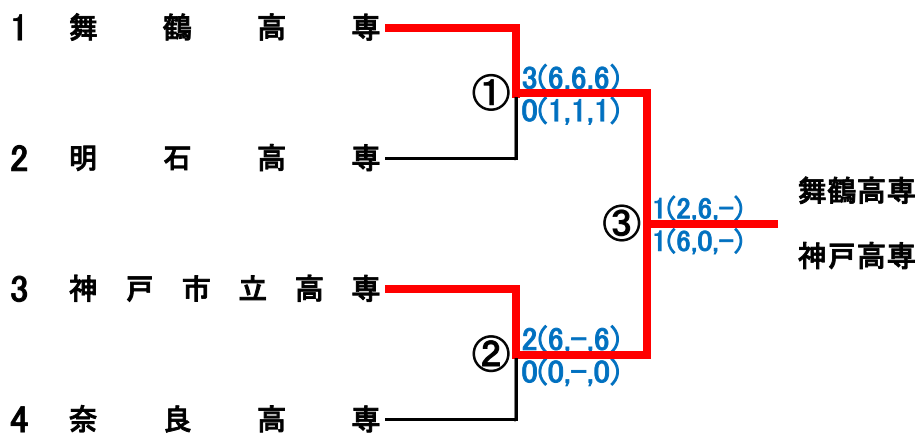 1 舞鶴高専
① 3(6,6,6)
0(1,1,1)
2 明石高専
③ 1(2,6,-)
1(6,0,-)
舞鶴高専
神戸高専
3 神戸市立高専
② 2(6,-,6)
0(0,-,0)
4 奈良高専